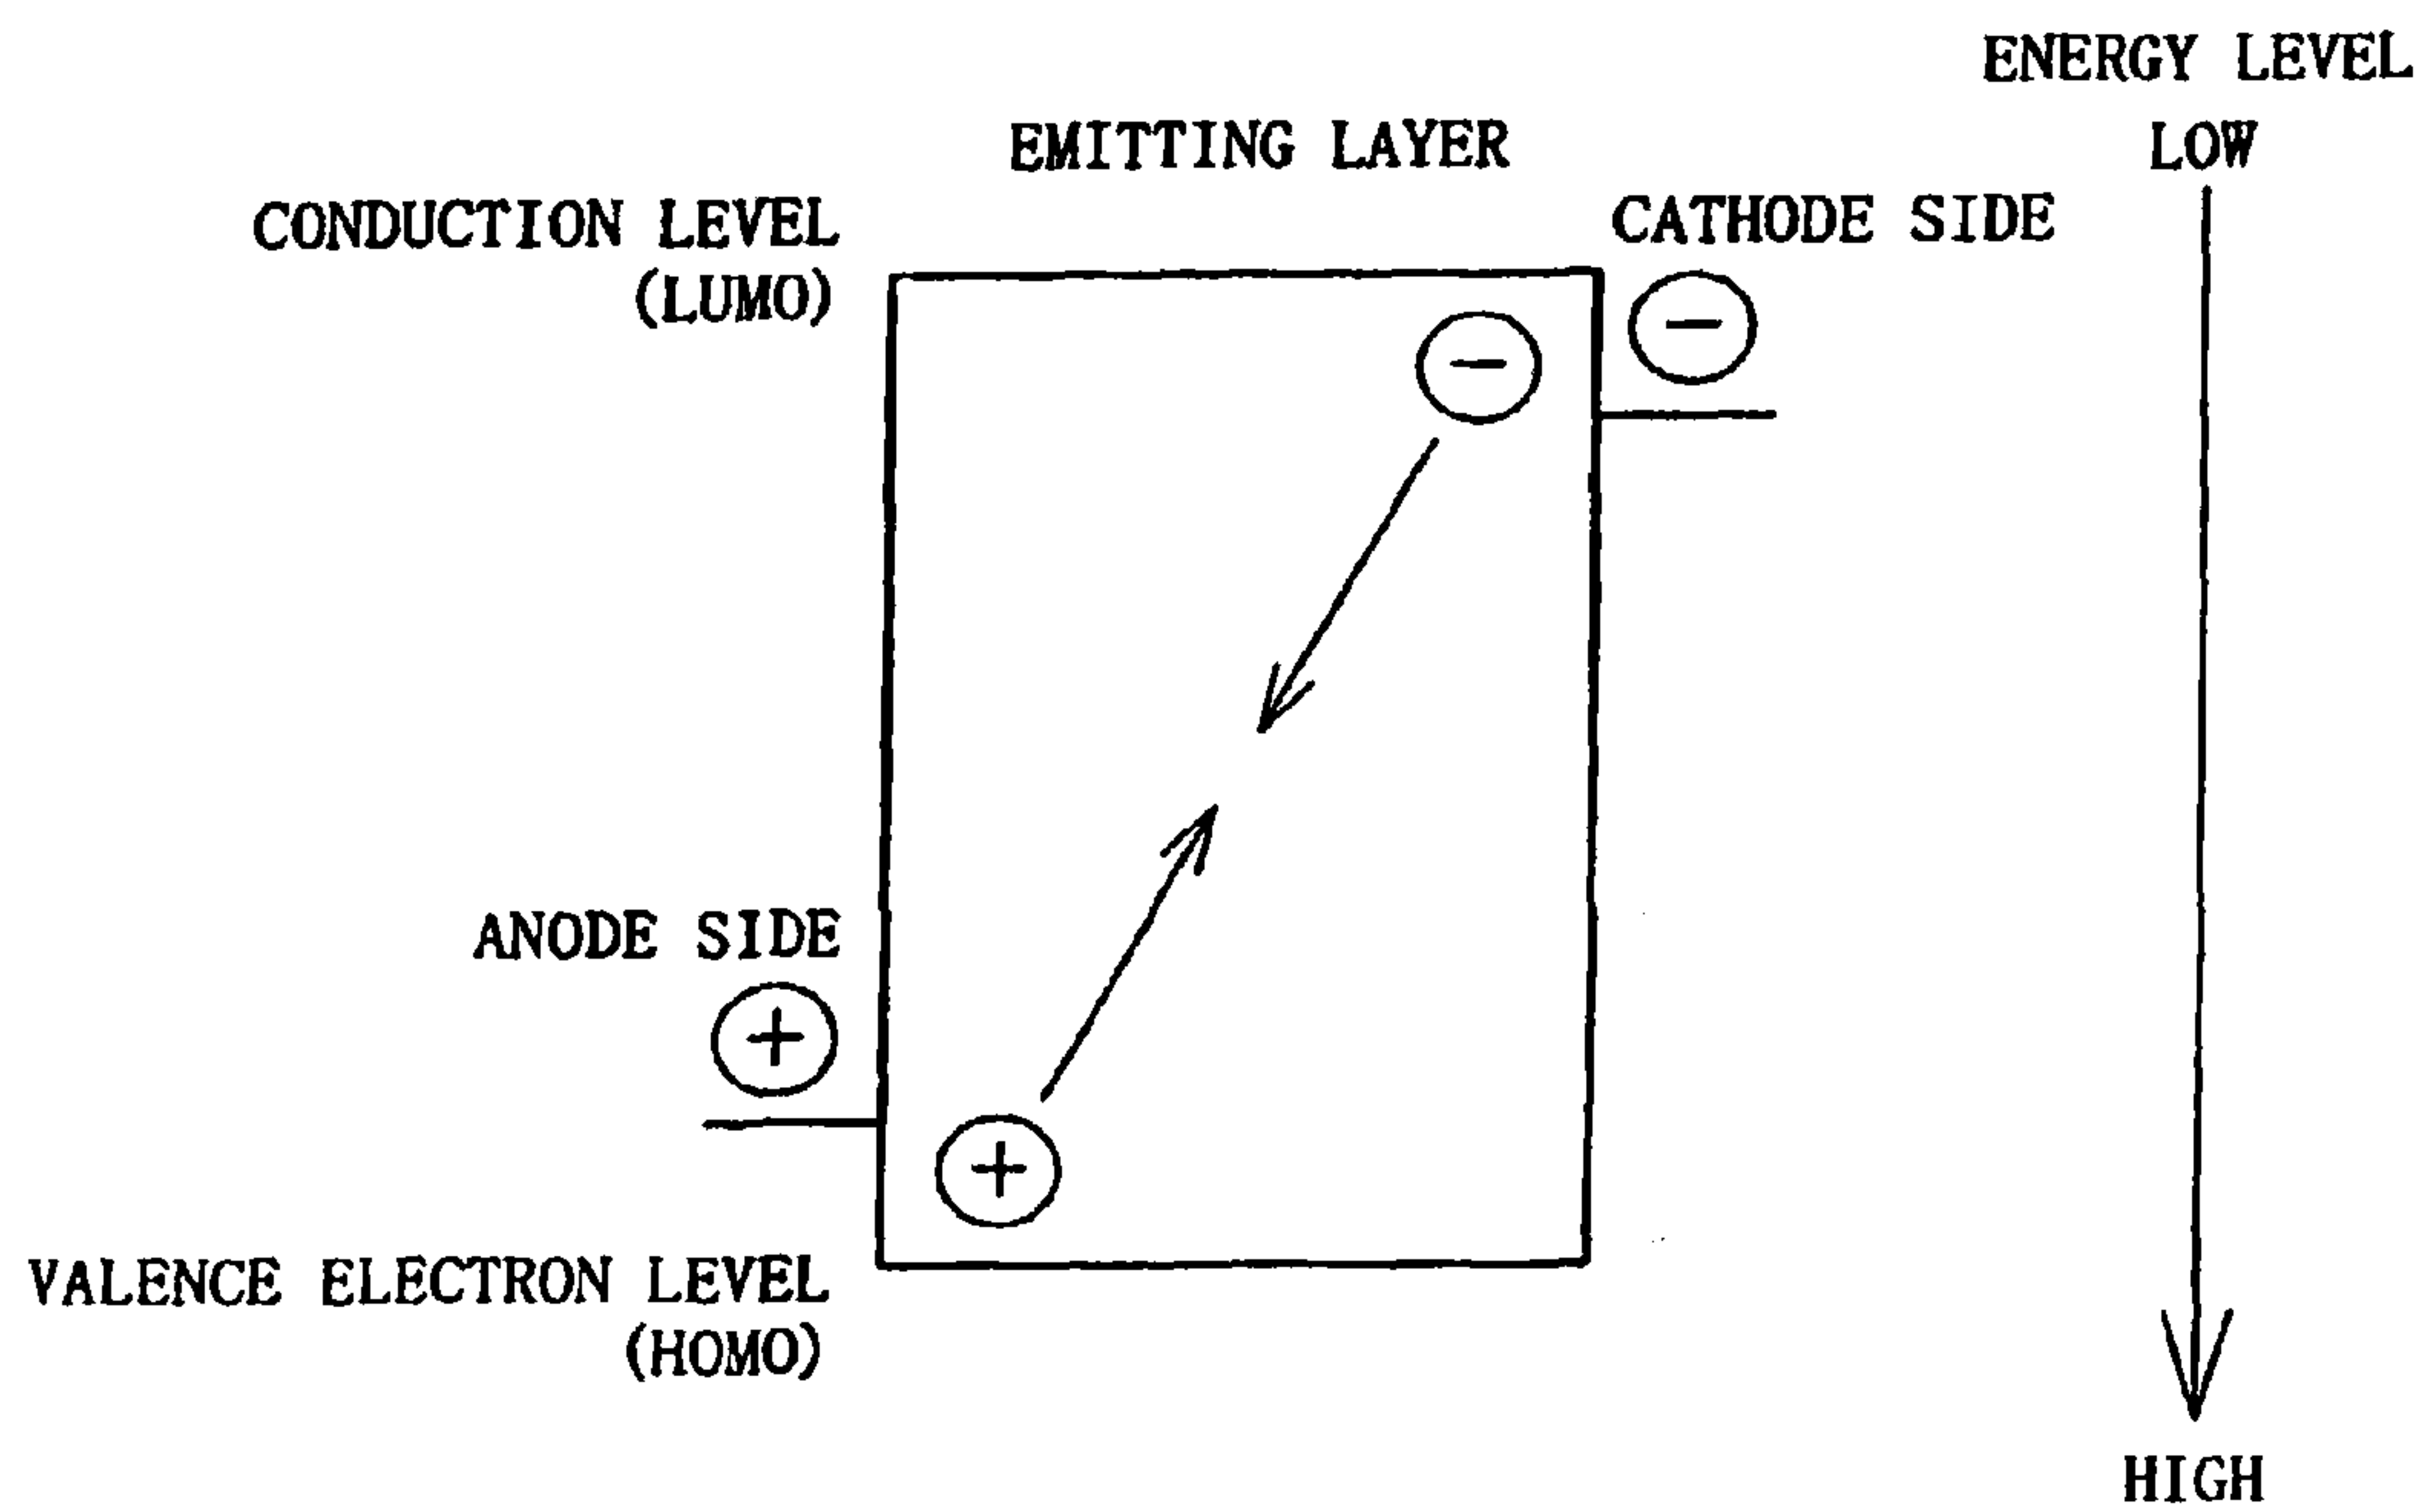 ENERGY LEVEL
LOW
EMITTING LAYER
CONDUCTION LEVEL
(LUMO)
CATHODE SIDE
−
−
ANODE SIDE
+
+
VALENCE ELECTRON LEVEL
(HOMO)
HIGH